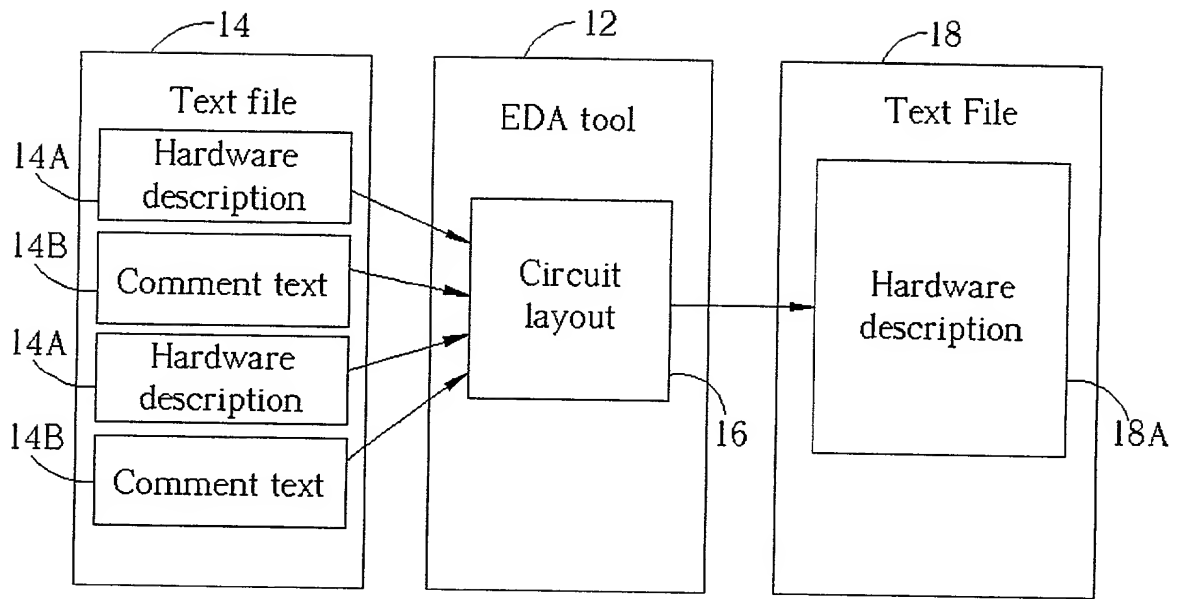 14
12
18
Text file
EDA tool
Text File
14A
Hardware
description
14B
Comment text
14A
Hardware
description
14B
Comment text
Circuit
layout
16
Hardware
description
18A